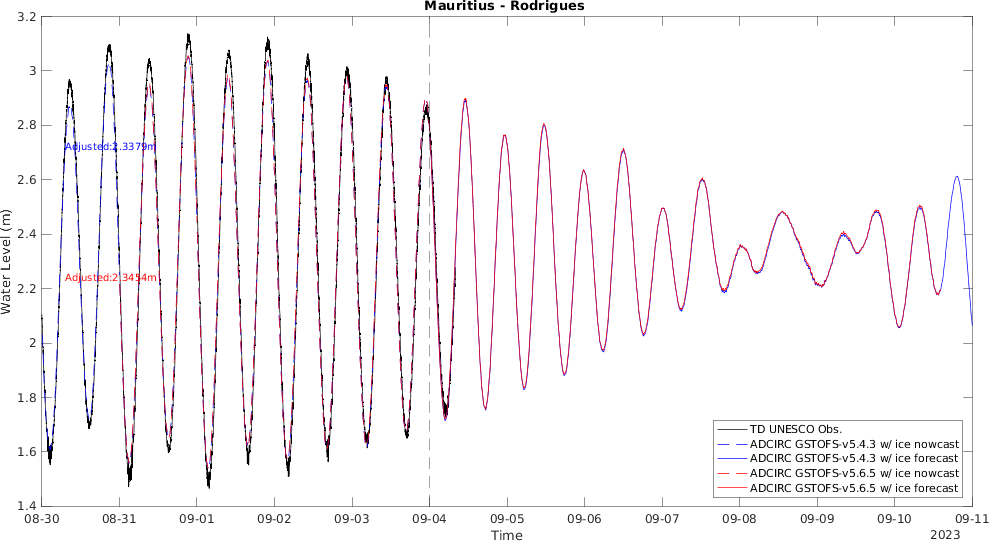 Mauritius - Rodrigues
3.2
3
2.8
2.6
2.4
2.2
2
1.8
1.6
1.4
Water Level (m)
Adjusted:2.3379m
Adjusted:2.3454m
TD UNESCO Obs.
ADCIRC GSTOFS-v5.4.3 w/ ice nowcast
ADCIRC GSTOFS-v5.4.3 w/ ice forecast
ADCIRC GSTOFS-v5.6.5 w/ ice nowcast
ADCIRC GSTOFS-v5.6.5 w/ ice forecast
08-30 08-31 09-01 09-02 09-03 09-04 09-05 09-06 09-07 09-08 09-09 09-10 09-11
Time
2023